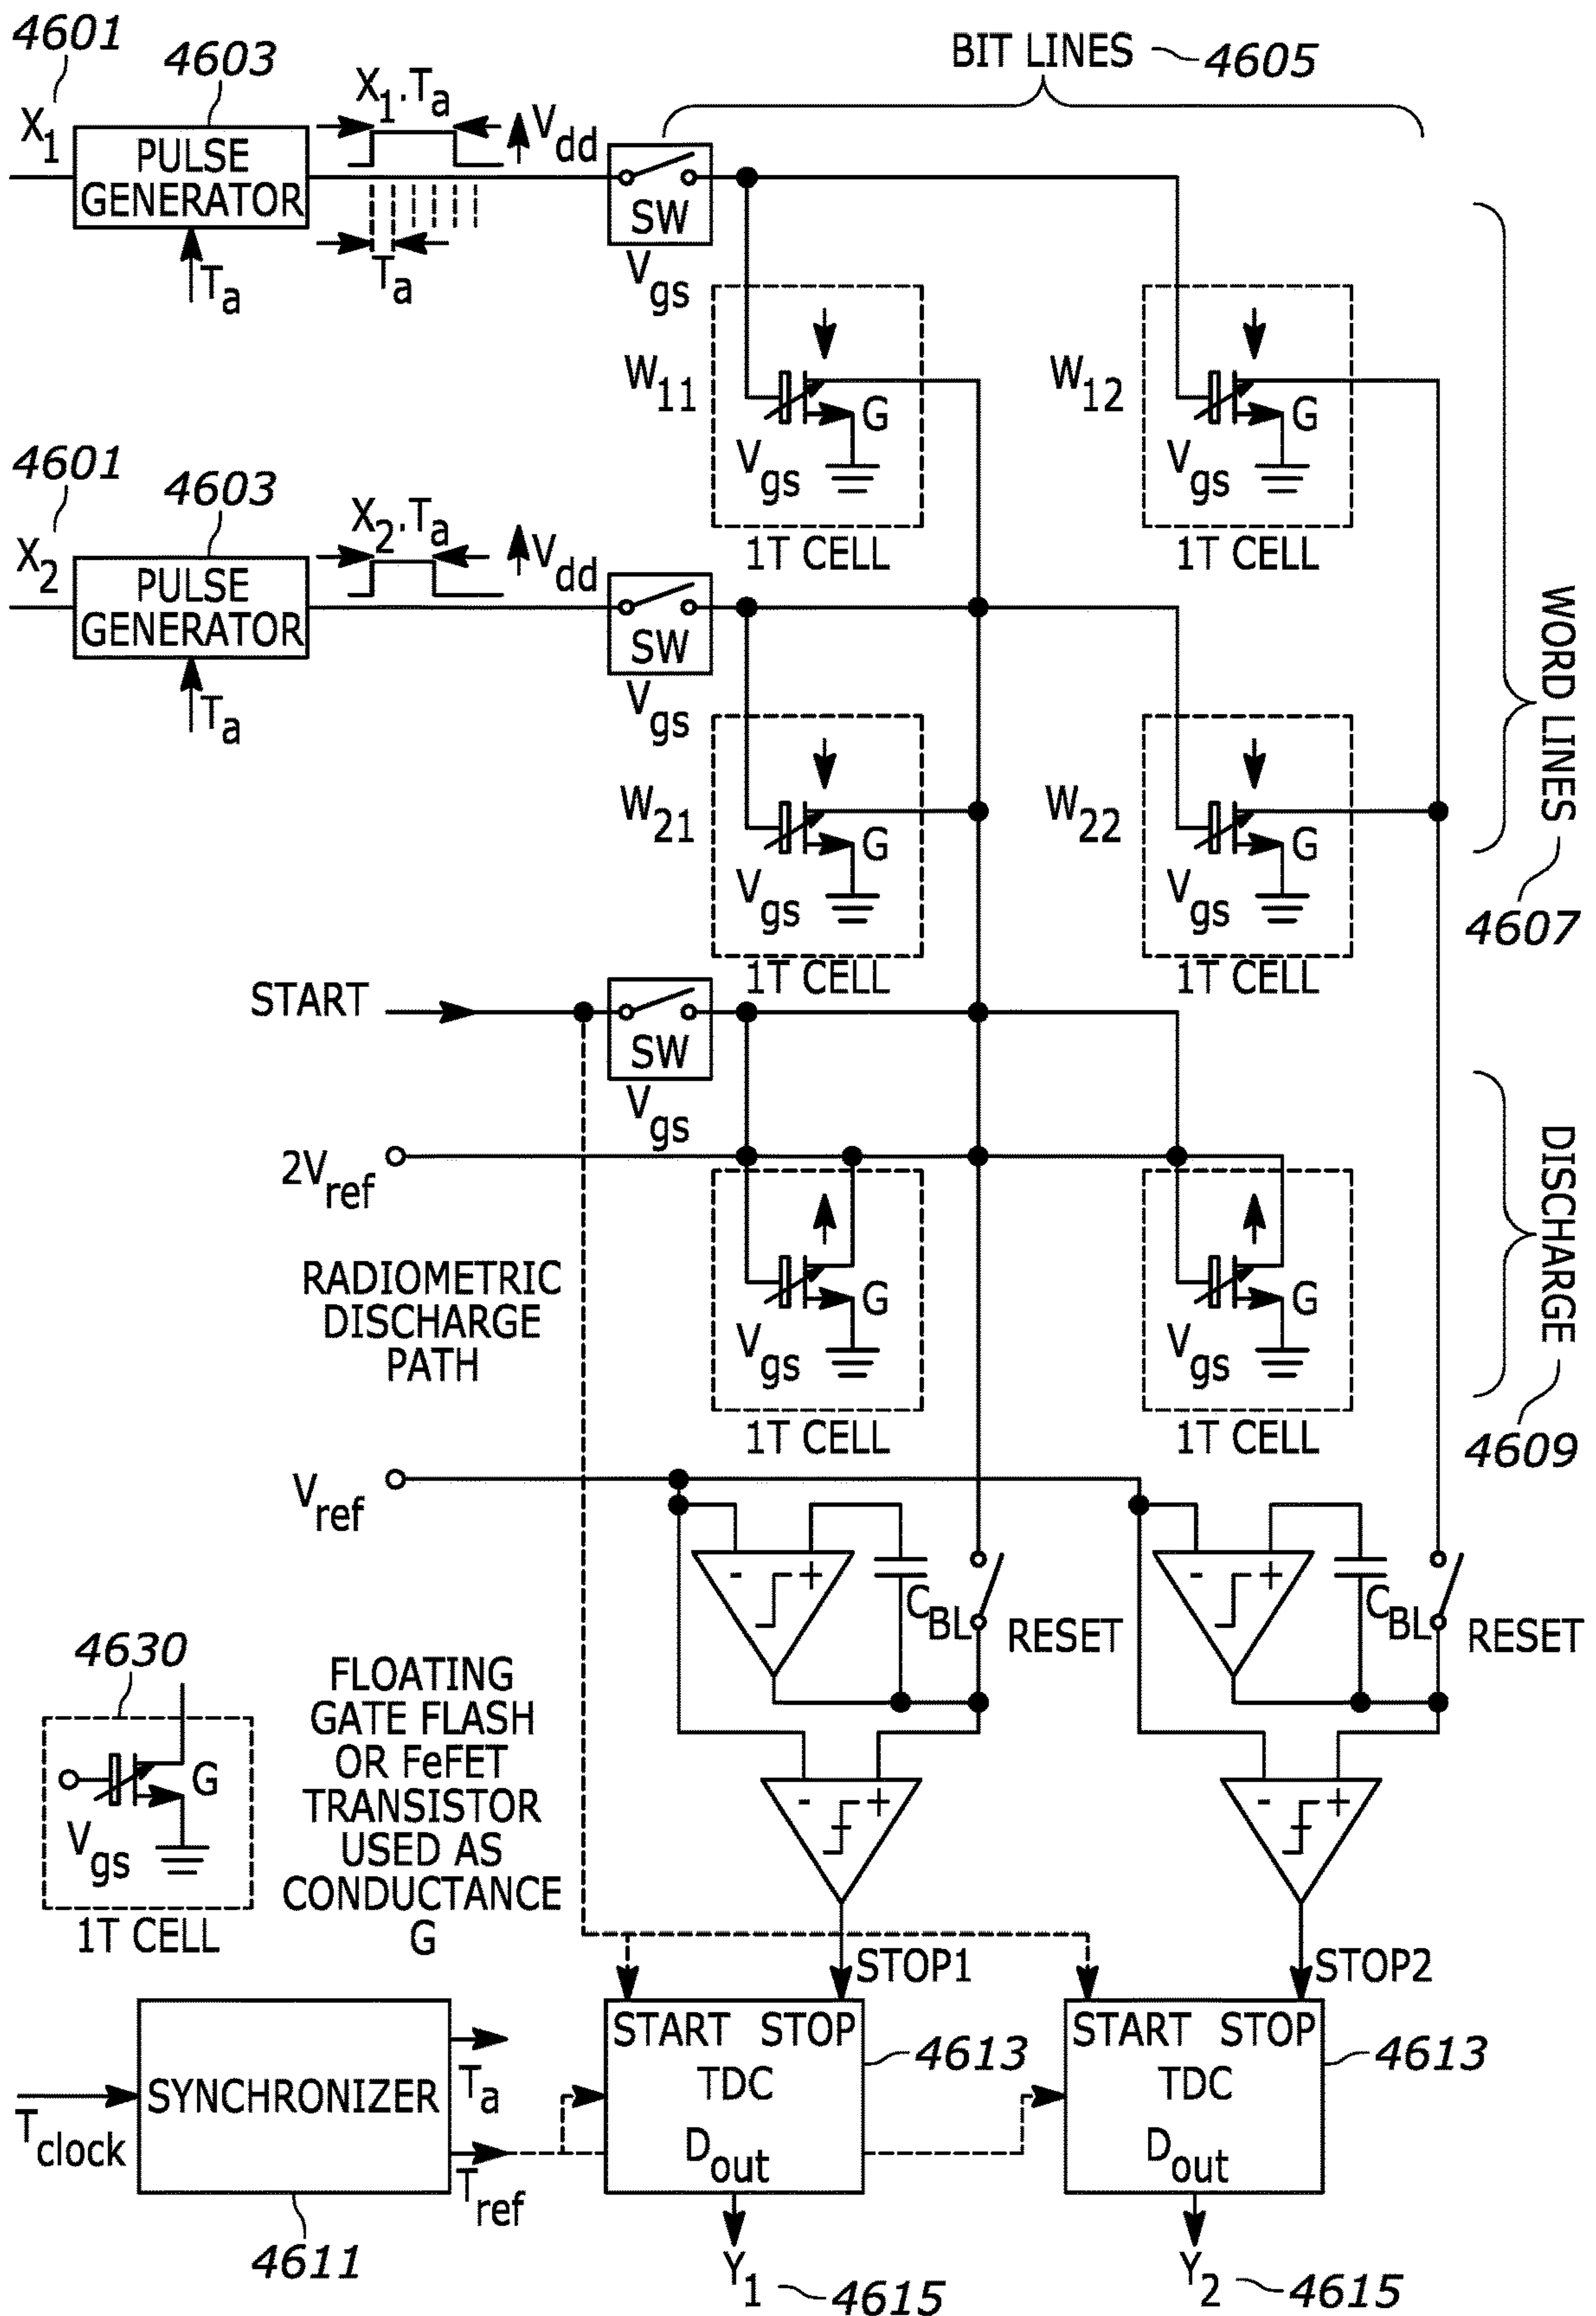 4601
4603
BIT LINES 4605
X1
PULSE
GENERATOR
X1.Ta
Vdd
SW
Vgs
Ta
Ta
W11
G
Vgs
1T CELL
W12
G
Vgs
1T CELL
4601
4603
X2
PULSE
GENERATOR
X2.Ta
Vdd
SW
Vgs
Ta
WORD LINES
4607
W21
G
Vgs
1T CELL
W22
G
Vgs
1T CELL
START
SW
Vgs
2Vref
RADIOMETRIC
DISCHARGE
PATH
G
Vgs
1T CELL
G
Vgs
1T CELL
DISCHARGE
4609
Vref
- +
CBL
RESET
- +
CBL
RESET
4630
G
Vgs
1T CELL
FLOATING
GATE FLASH
OR FeFET
TRANSISTOR
USED AS
CONDUCTANCE
G
- +
- +
STOP1
STOP2
Tclock
SYNCHRONIZER
Ta
Tref
4611
START STOP
TDC
Dout
4613
START STOP
TDC
Dout
4613
Y1 4615
Y2 4615